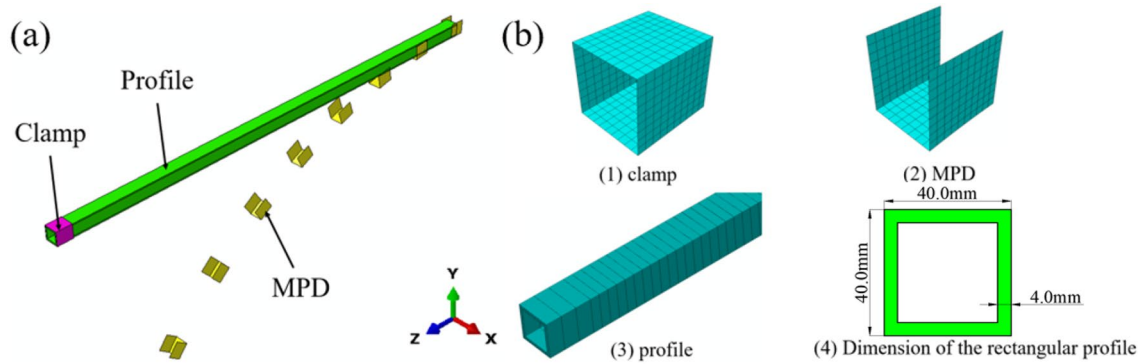 (a)
Profile
Clamp
MPD
Y
Z
X
(b)
(1) clamp
(2) MPD
(3) profile
40.0mm
40.0mm
4.0mm
(4) Dimension of the rectangular profile